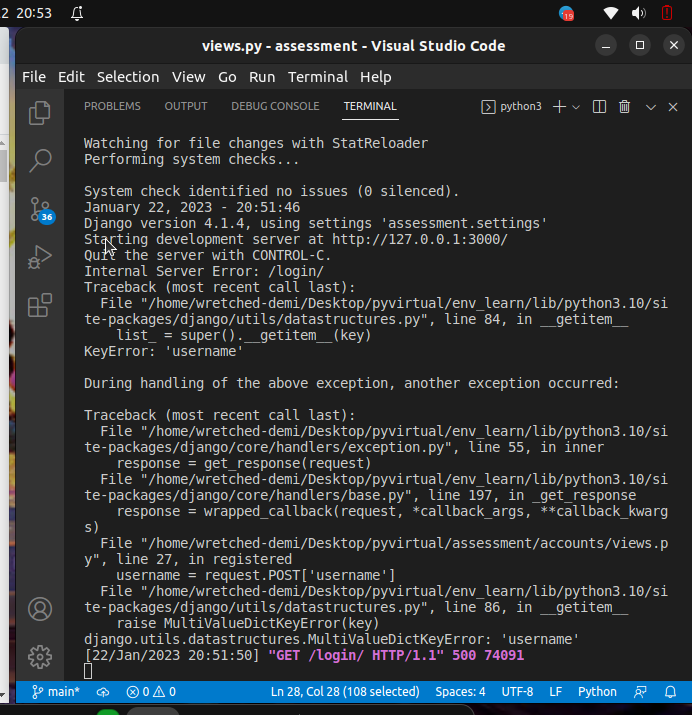 2 20:53
19
views.py - assessment - Visual Studio Code
File Edit Selection View Go Run Terminal Help
PROBLEMS OUTPUT DEBUG CONSOLE TERMINAL python3
Watching for file changes with StatReloader
Performing system checks...
System check identified no issues (0 silenced).
January 22, 2023 - 20:51:46
Django version 4.1.4, using settings 'assessment.settings'
Starting development server at http://127.0.0.1:3000/
Quit the server with CONTROL-C.
Internal Server Error: /login/
Traceback (most recent call last):
File "/home/wretched-demi/Desktop/pyvirtual/env_learn/lib/python3.10/si
te-packages/django/utils/datastructures.py", line 84, in __getitem__
list_ = super().__getitem__(key)
KeyError: 'username'
During handling of the above exception, another exception occurred:
Traceback (most recent call last):
File "/home/wretched-demi/Desktop/pyvirtual/env_learn/lib/python3.10/si
te-packages/django/core/handlers/exception.py", line 55, in inner
response = get_response(request)
File "/home/wretched-demi/Desktop/pyvirtual/env_learn/lib/python3.10/si
te-packages/django/core/handlers/base.py", line 197, in _get_response
response = wrapped_callback(request, *callback_args, **callback_kwarg
s)
File "/home/wretched-demi/Desktop/pyvirtual/assessment/accounts/views.p
y", line 27, in registered
username = request.POST['username']
File "/home/wretched-demi/Desktop/pyvirtual/env_learn/lib/python3.10/si
te-packages/django/utils/datastructures.py", line 86, in __getitem__
raise MultiValueDictKeyError(key)
django.utils.datastructures.MultiValueDictKeyError: 'username'
[22/Jan/2023 20:51:50] "GET /login/ HTTP/1.1" 500 74091
36
main* 0 0 Ln 28, Col 28 (108 selected) Spaces: 4 UTF-8 LF Python